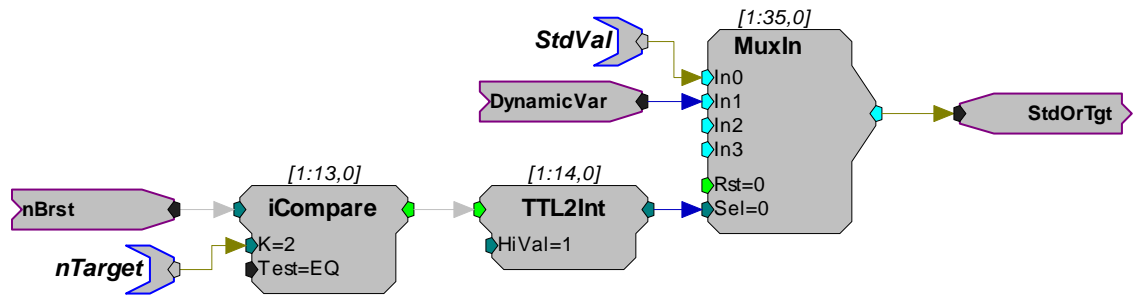 [1:35,0]
StdVal
MuxIn
In0
DynamicVar
In1
StdOrTgt
In2
In3
[1:13,0]
[1:14,0]
Rst=0
nBrst
iCompare
TTL2Int
Sel=0
K=2
HiVal=1
nTarget
Test=EQ